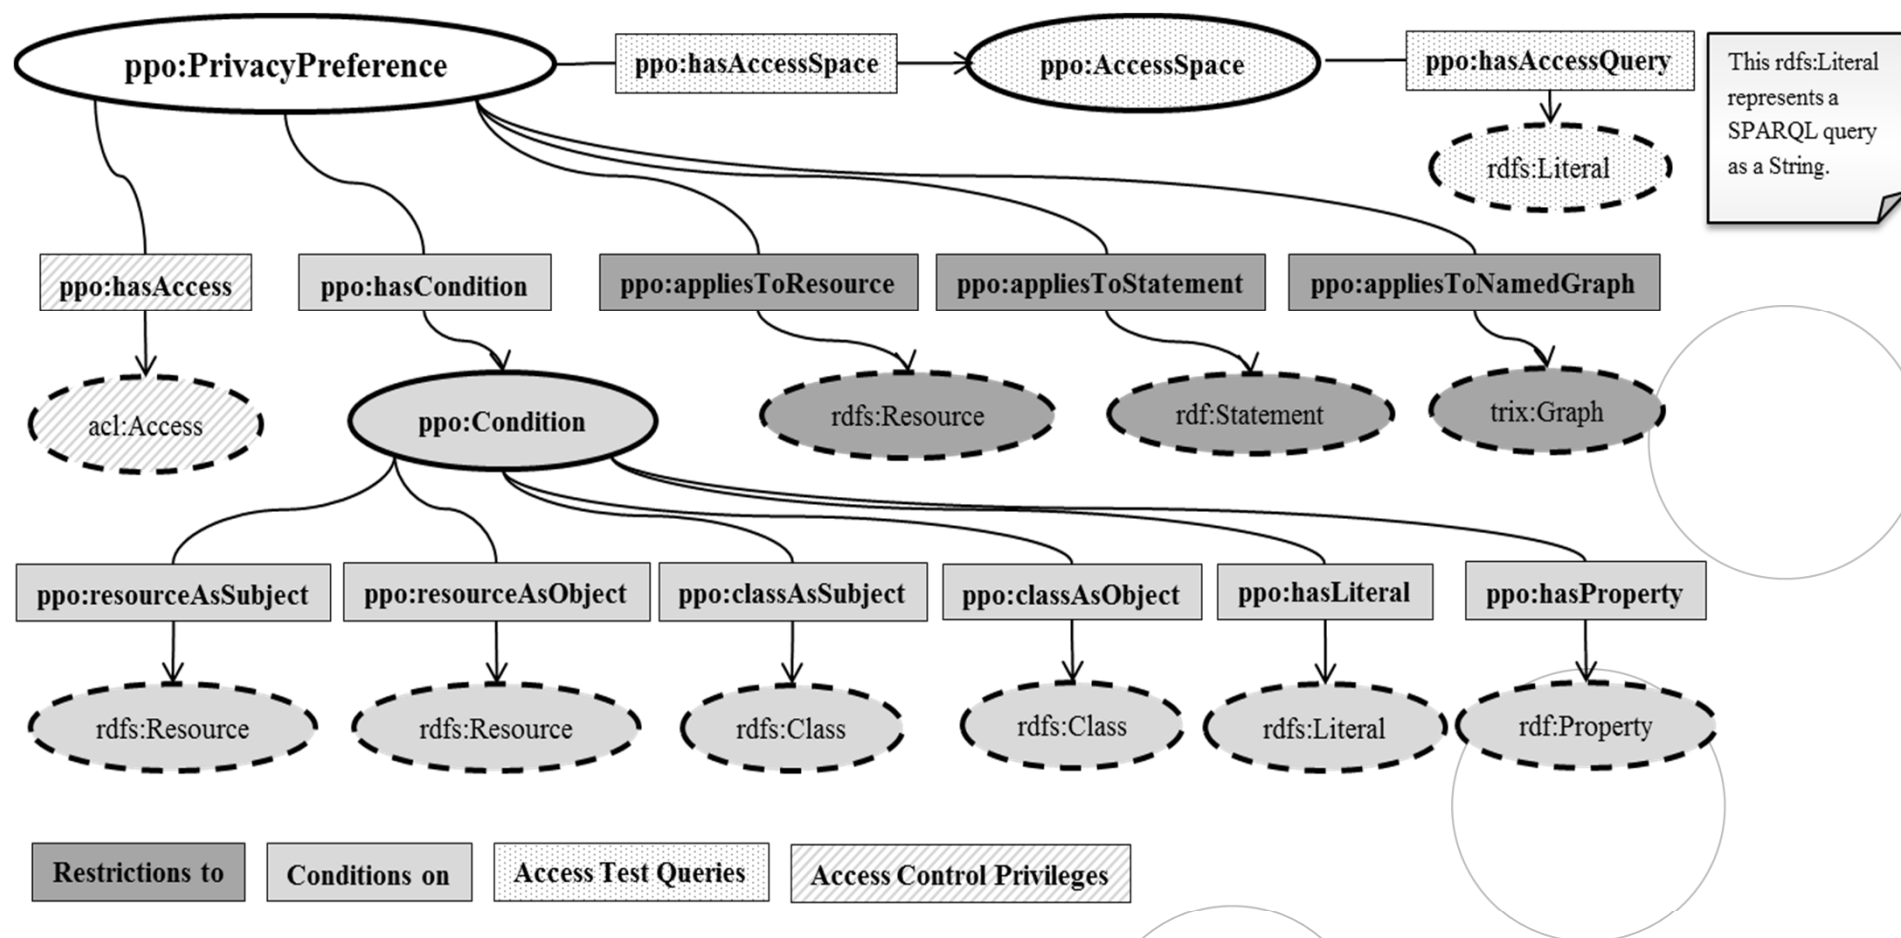 ppo:PrivacyPreference
ppo:hasAccessSpace
ppo:AccessSpace
ppo:hasAccessQuery
This rdfs:Literal
represents a
SPARQL query
as a String.
rdfs:Literal
ppo:hasAccess
ppo:hasCondition
ppo:appliesToResource
ppo:appliesToStatement
ppo:appliesToNamedGraph
acl:Access
ppo:Condition
rdfs:Resource
rdf:Statement
trix:Graph
ppo:resourceAsSubject
ppo:resourceAsObject
ppo:classAsSubject
ppo:classAsObject
ppo:hasLiteral
ppo:hasProperty
rdfs:Resource
rdfs:Resource
rdfs:Class
rdfs:Class
rdfs:Literal
rdf:Property
Restrictions to
Conditions on
Access Test Queries
Access Control Privileges